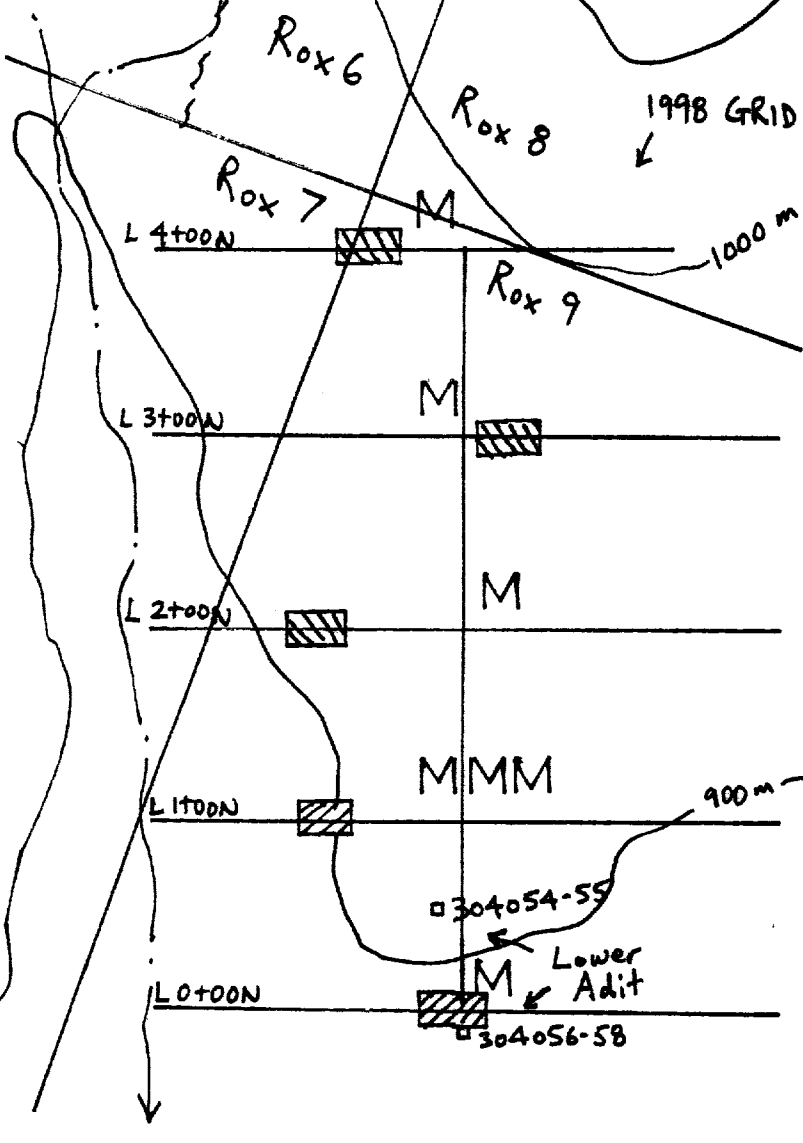 Rox 6
Rox 8
1998 GRID
Rox 7
M
L 4+00N
1000 m
Rox 9
M
L 3+00N
M
L 2+00N
M M M
900 m
L 1+00N
304054-55
Lower
Adit
M
L 0+00N
304056-58